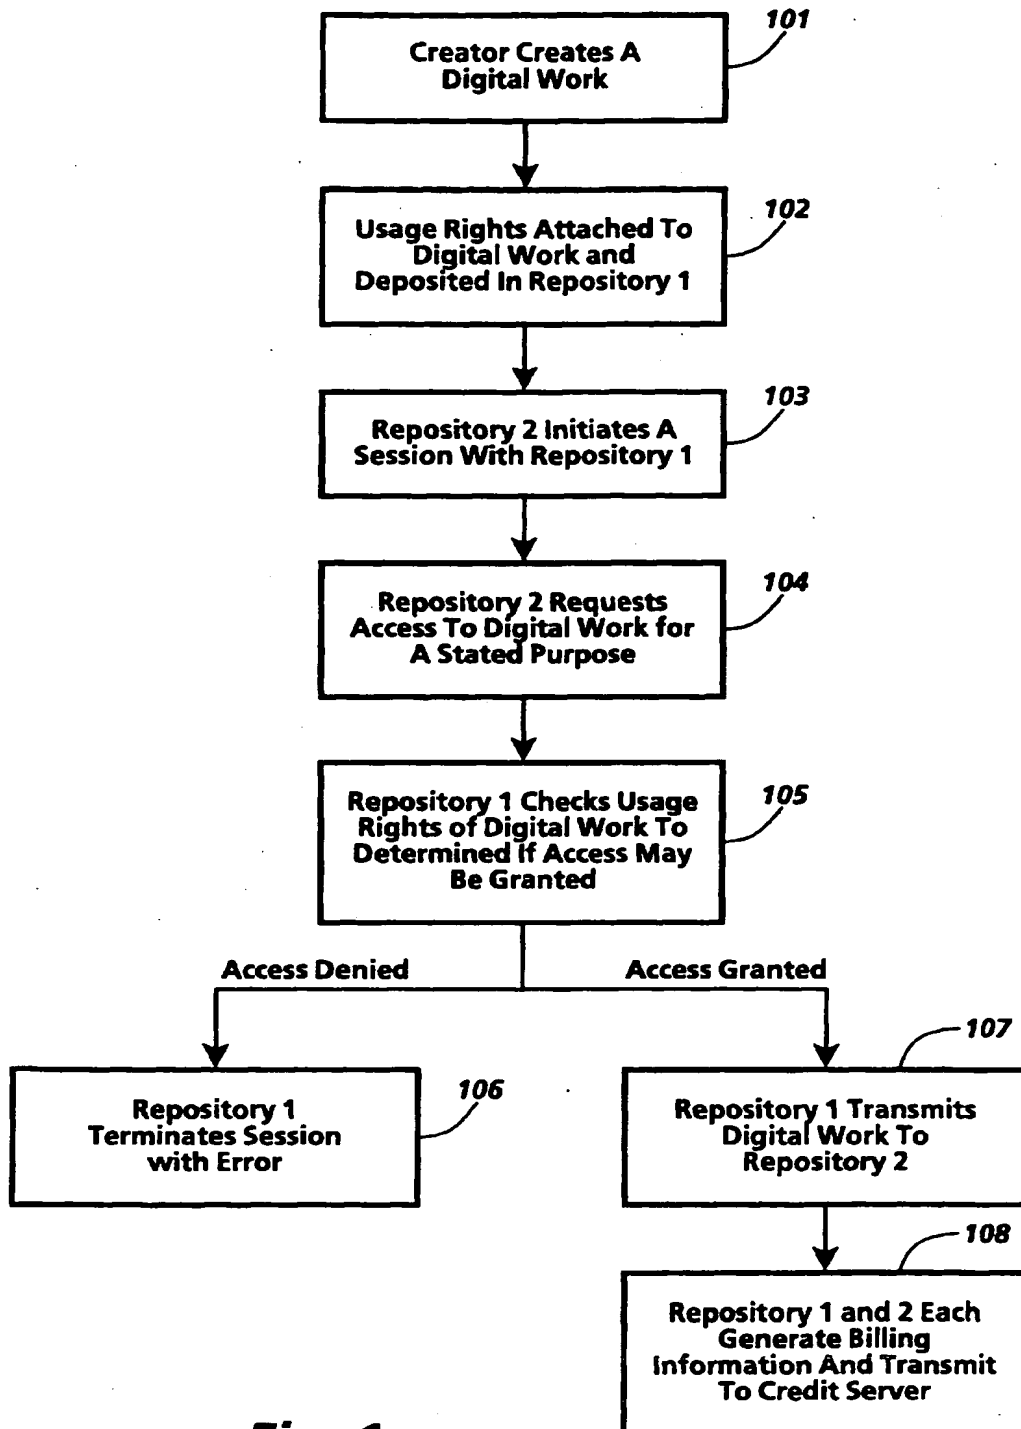 101
Creator Creates A
Digital Work
102
Usage Rights Attached To
Digital Work and
Deposited In Repository 1
103
Repository 2 Initiates A
Session With Repository 1
104
Repository 2 Requests
Access To Digital Work for
A Stated Purpose
105
Repository 1 Checks Usage
Rights of Digital Work To
Determined If Access May
Be Granted
Access Denied
Access Granted
106
Repository 1
Terminates Session
with Error
107
Repository 1 Transmits
Digital Work To
Repository 2
108
Repository 1 and 2 Each
Generate Billing
Information And Transmit
To Credit Server